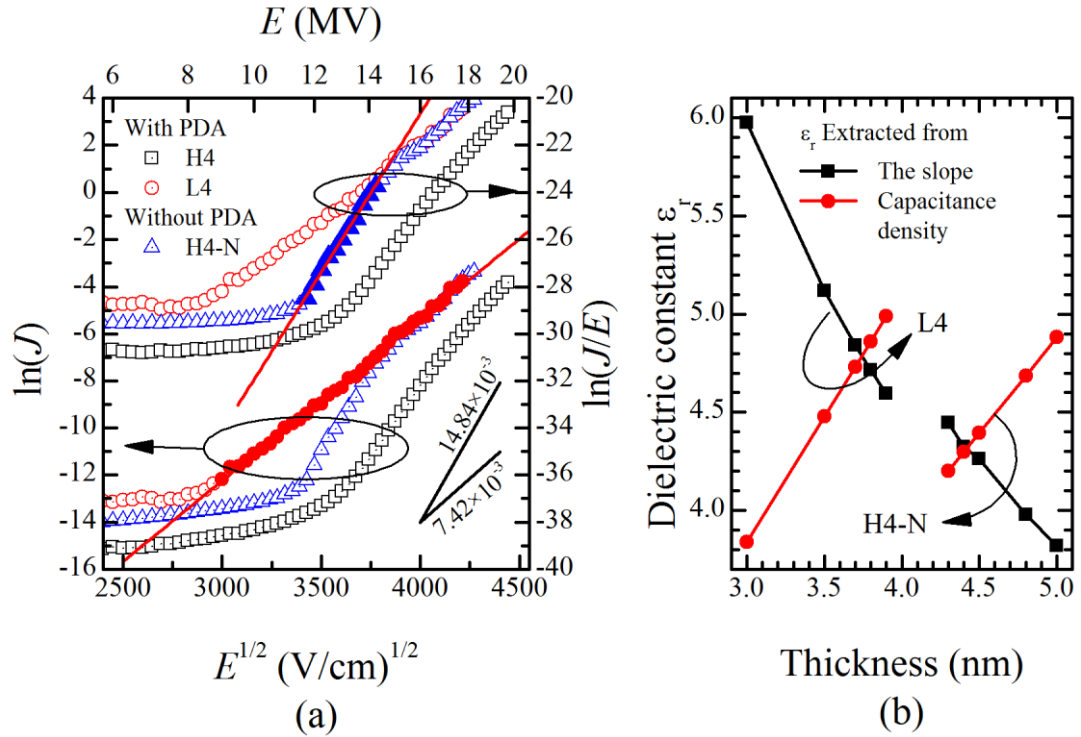 E (MV)
6 8 10 12 14 16 18 20
4
2
0
-2
-4
-6
-8
-10
-12
-14
-16
ln(J)
With PDA
H4
L4
Without PDA
H4-N
14.84×10⁻³
7.42×10⁻³
-20
-22
-24
-26
-28
-30
-32
-34
-36
-38
-40
ln(J/E)
2500 3000 3500 4000 4500
E^{1/2} (V/cm)^{1/2}
(a)
Dielectric constant ε_r
6.0
5.5
5.0
4.5
4.0
ε_r Extracted from
The slope
Capacitance
density
L4
H4-N
3.0 3.5 4.0 4.5 5.0
Thickness (nm)
(b)